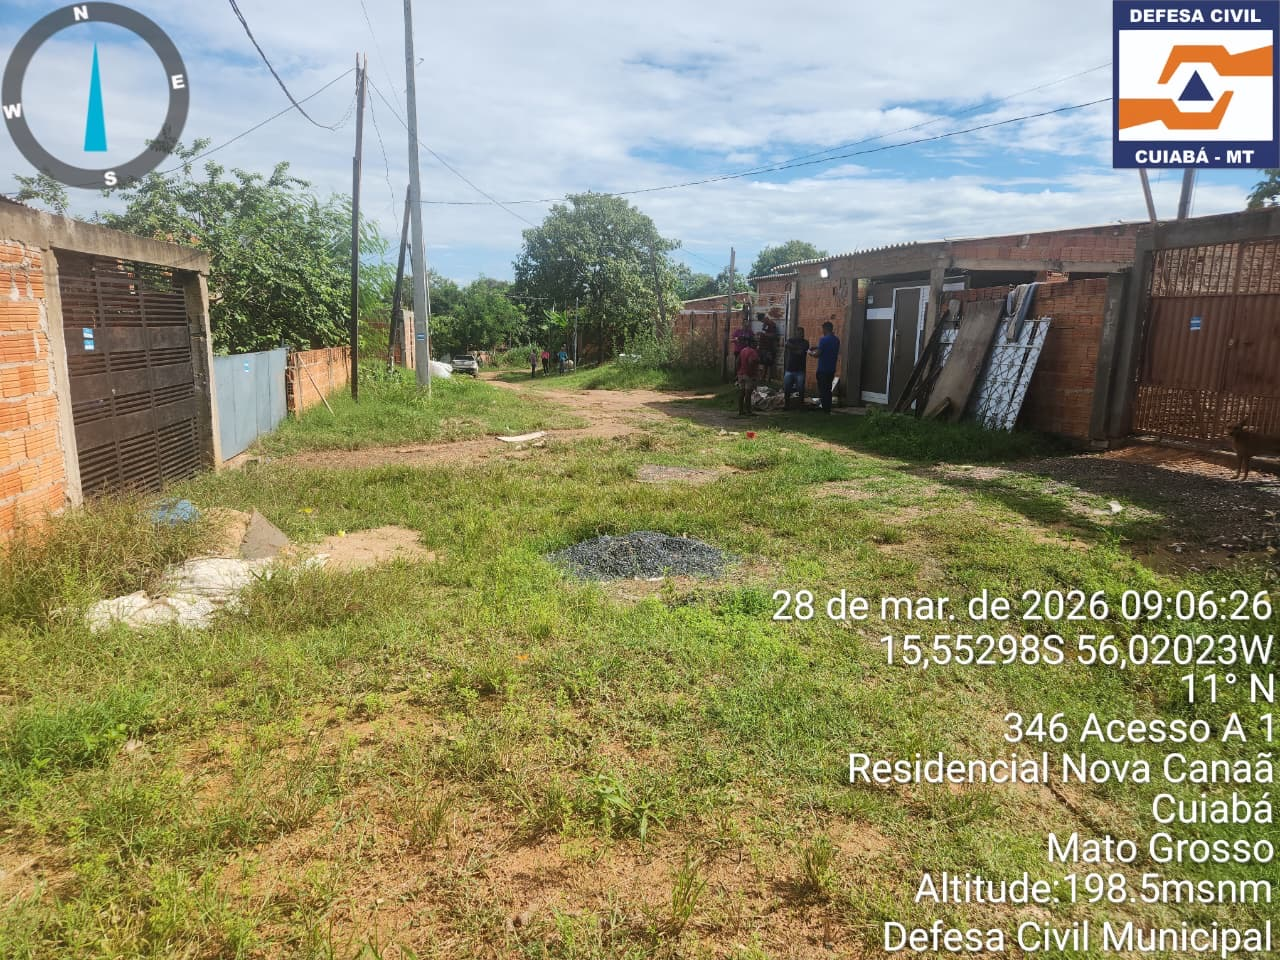 N
E
W
S
DEFESA CIVIL
CUIABÁ - MT
28 de mar. de 2026 09:06:26
15,55298S 56,02023W
11° N
346 Acesso A 1
Residencial Nova Canaã
Cuiabá
Mato Grosso
Altitude:198.5msnm
Defesa Civil Municipal